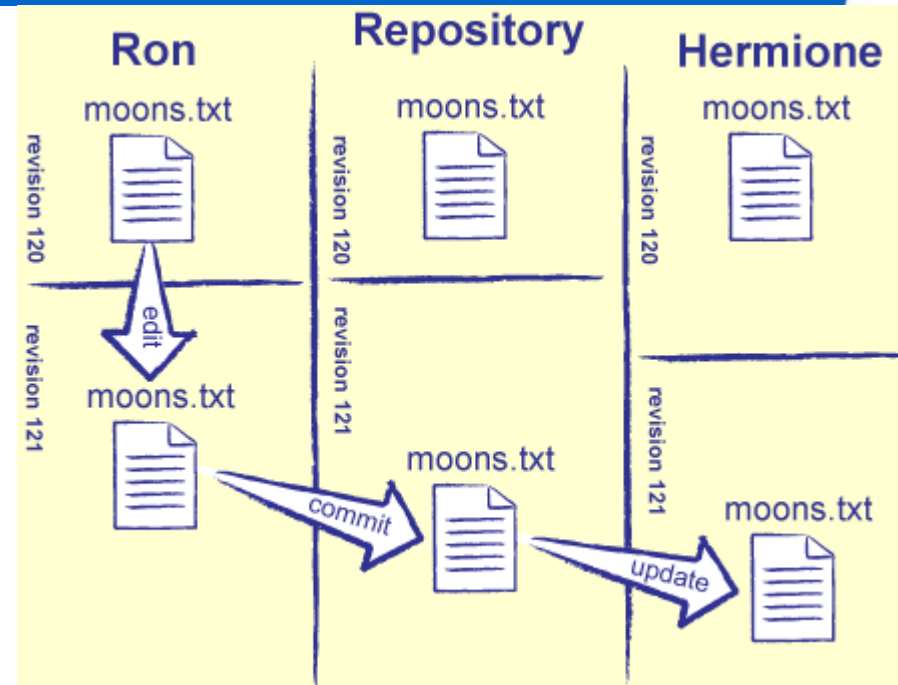 Ron
Repository
Hermione
moons.txt
moons.txt
moons.txt
revision 120
revision 120
revision 120
edit
revision 121
revision 121
revision 121
moons.txt
moons.txt
moons.txt
commit
update